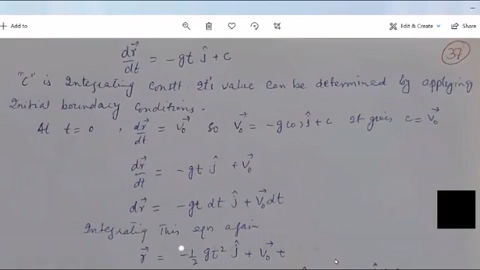 Add to
Edit & Create
Share
37
dr⃗/dt = -gt ĵ + c
"c" is Integrating Constt. It's value can be determined by applying
Initial boundary Conditions.
At t=0, dr⃗/dt = V₀⃗ so V₀⃗ = -g(0)ĵ + c It gives c = V₀⃗
dr⃗/dt = -gt ĵ + V₀⃗
dr⃗ = -gt dt ĵ + V₀⃗ dt
Integrating This eqn again
r⃗ = -1/2 gt² ĵ + V₀⃗ t